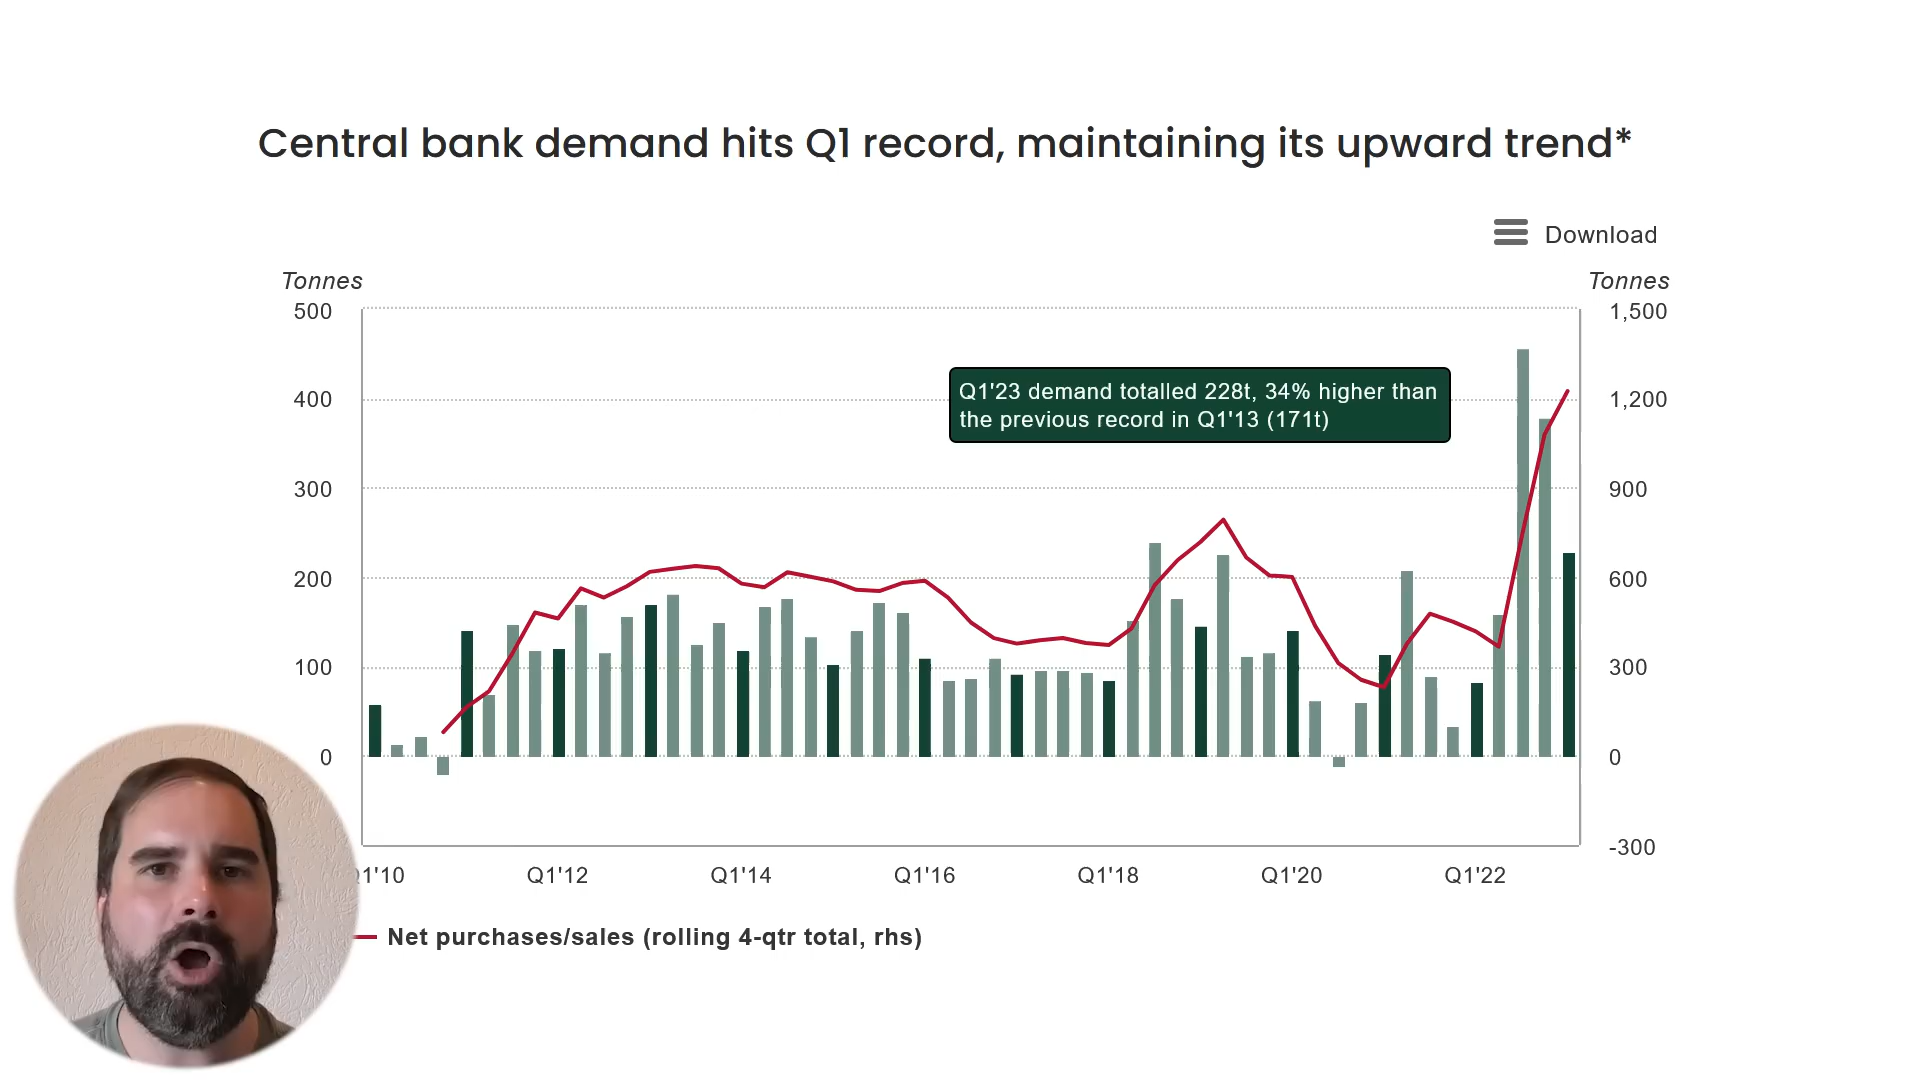 Central bank demand hits Q1 record, maintaining its upward trend*
Download
Tonnes
Tonnes
500
1,500
Q1'23 demand totalled 228t, 34% higher than
the previous record in Q1'13 (171t)
400
1,200
300
900
200
600
100
300
0
0
-300
1'10
Q1'12
Q1'14
Q1'16
Q1'18
Q1'20
Q1'22
Net purchases/sales (rolling 4-qtr total, rhs)